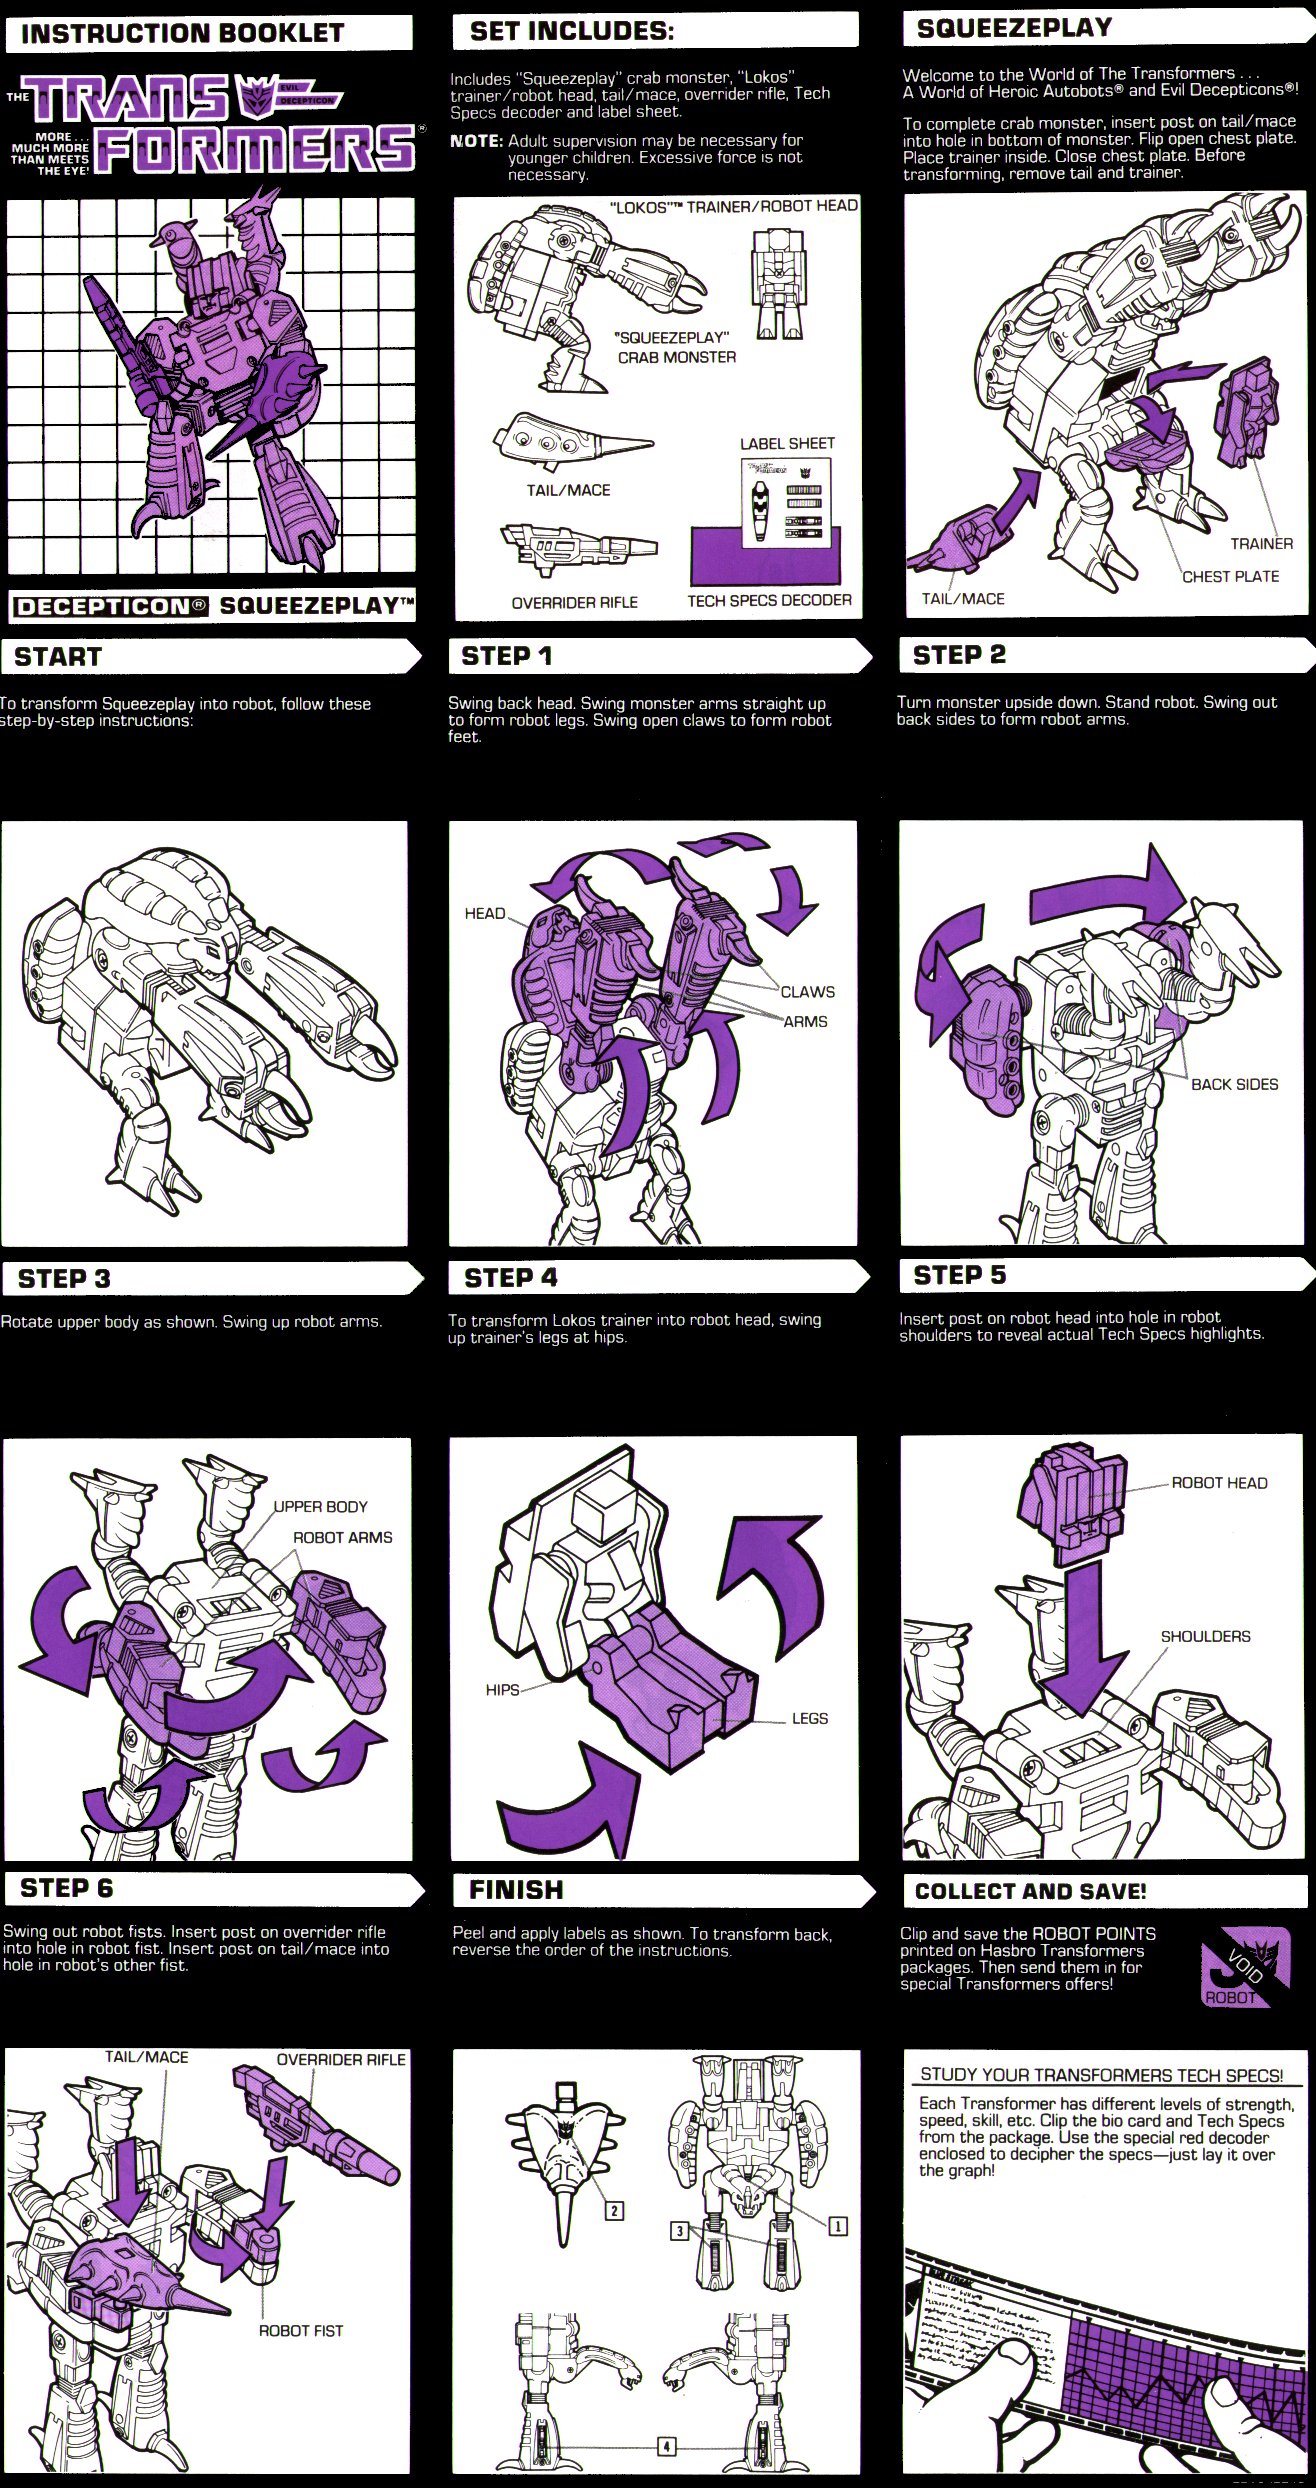 INSTRUCTION BOOKLET
THE TRANSFORMERS®
EVIL
DECEPTICON
MORE...
MUCH MORE
THAN MEETS
THE EYE!
DECEPTICON® SQUEEZEPLAY™
SET INCLUDES:
Includes "Squeezeplay" crab monster, "Lokos"
trainer/robot head, tail/mace, overrider rifle, Tech
Specs decoder and label sheet.
NOTE: Adult supervision may be necessary for
younger children. Excessive force is not
necessary.
"LOKOS"™ TRAINER/ROBOT HEAD
"SQUEEZEPLAY"
CRAB MONSTER
LABEL SHEET
TAIL/MACE
OVERRIDER RIFLE
TECH SPECS DECODER
SQUEEZEPLAY
Welcome to the World of The Transformers . . .
A World of Heroic Autobots® and Evil Decepticons®!
To complete crab monster, insert post on tail/mace
into hole in bottom of monster. Flip open chest plate.
Place trainer inside. Close chest plate. Before
transforming, remove tail and trainer.
TRAINER
CHEST PLATE
TAIL/MACE
START
To transform Squeezeplay into robot, follow these
step-by-step instructions:
STEP 1
Swing back head. Swing monster arms straight up
to form robot legs. Swing open claws to form robot
feet.
HEAD
CLAWS
ARMS
STEP 2
Turn monster upside down. Stand robot. Swing out
back sides to form robot arms.
BACK SIDES
STEP 3
Rotate upper body as shown. Swing up robot arms.
UPPER BODY
ROBOT ARMS
STEP 4
To transform Lokos trainer into robot head, swing
up trainer's legs at hips.
HIPS
LEGS
STEP 5
Insert post on robot head into hole in robot
shoulders to reveal actual Tech Specs highlights.
ROBOT HEAD
SHOULDERS
STEP 6
Swing out robot fists. Insert post on overrider rifle
into hole in robot fist. Insert post on tail/mace into
hole in robot's other fist.
TAIL/MACE
OVERRIDER RIFLE
ROBOT FIST
FINISH
Peel and apply labels as shown. To transform back,
reverse the order of the instructions.
2
1
3
4
COLLECT AND SAVE!
Clip and save the ROBOT POINTS
printed on Hasbro Transformers
packages. Then send them in for
special Transformers offers!
VOID
ROBOT
STUDY YOUR TRANSFORMERS TECH SPECS!
Each Transformer has different levels of strength,
speed, skill, etc. Clip the bio card and Tech Specs
from the package. Use the special red decoder
enclosed to decipher the specs—just lay it over
the graph!